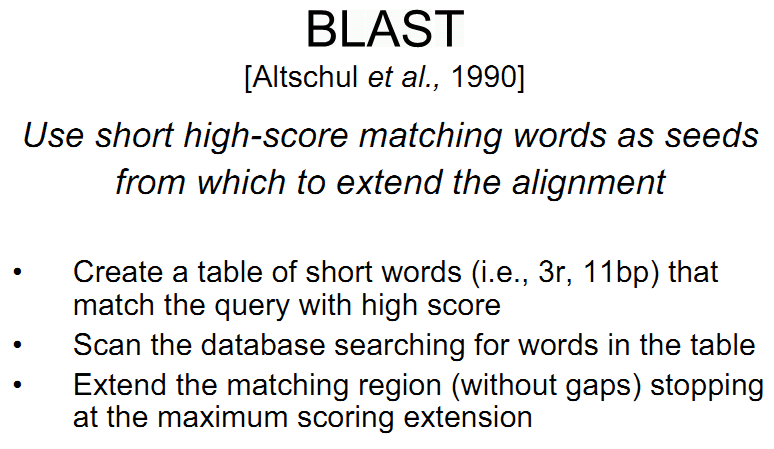 BLAST
[Altschul et al., 1990]
Use short high-score matching words as seeds
from which to extend the alignment
• Create a table of short words (i.e., 3r, 11bp) that
match the query with high score
• Scan the database searching for words in the table
• Extend the matching region (without gaps) stopping
at the maximum scoring extension